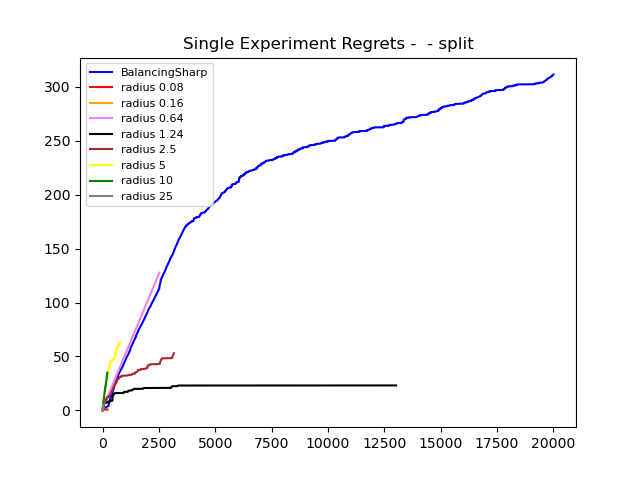 Single Experiment Regrets -  - split
BalancingSharp
radius 0.08
radius 0.16
radius 0.64
radius 1.24
radius 2.5
radius 5
radius 10
radius 25
300
250
200
150
100
50
0
0 2500 5000 7500 10000 12500 15000 17500 20000